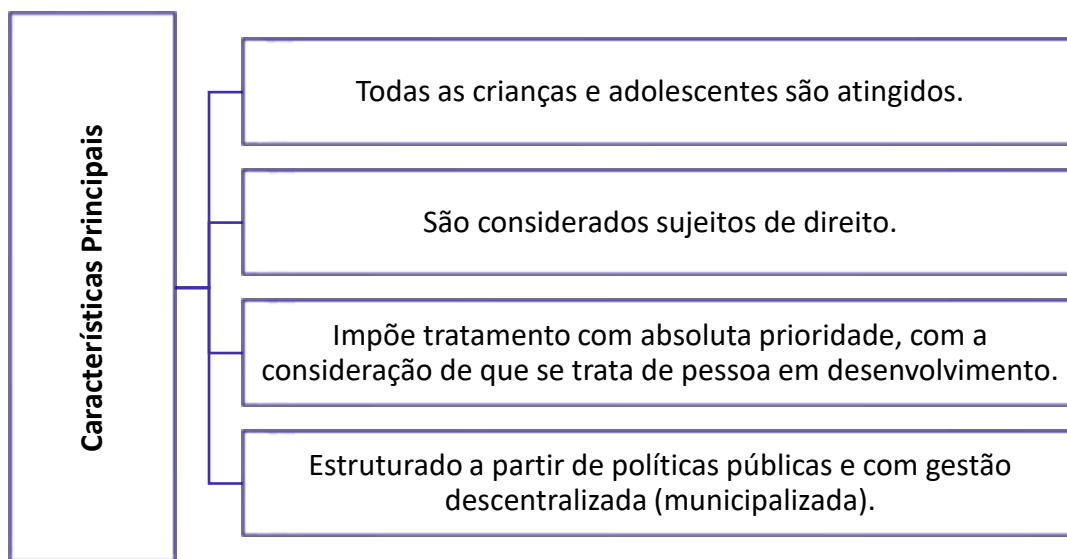 Características Principais
Todas as crianças e adolescentes são atingidos.
São considerados sujeitos de direito.
Impõe tratamento com absoluta prioridade, com a
consideração de que se trata de pessoa em desenvolvimento.
Estruturado a partir de políticas públicas e com gestão
descentralizada (municipalizada).